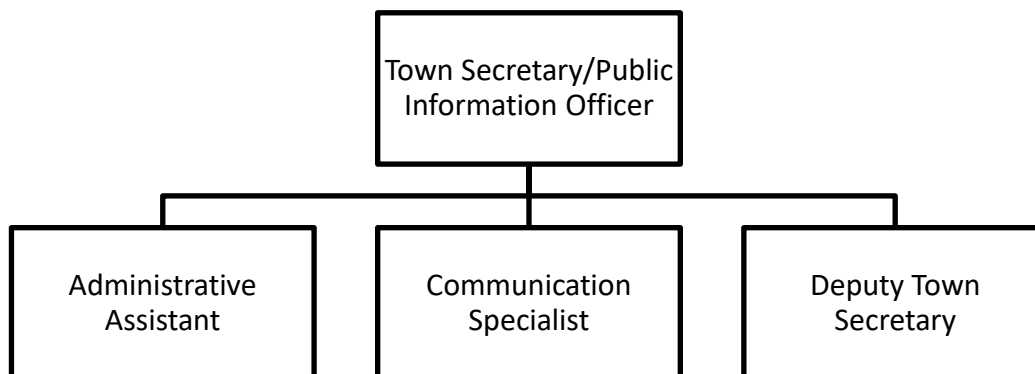 Town Secretary/Public
Information Officer
Administrative
Assistant
Communication
Specialist
Deputy Town
Secretary